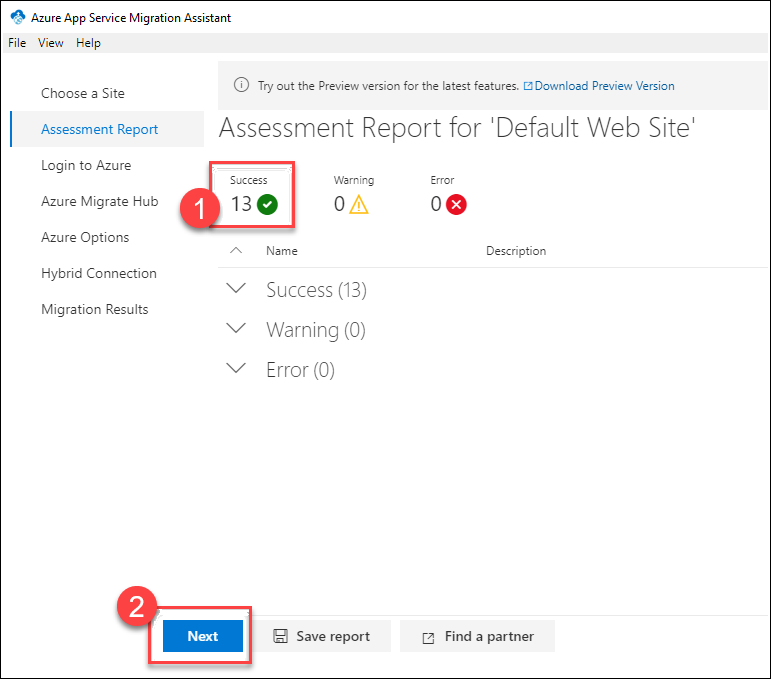 Azure App Service Migration Assistant
File View Help
Choose a Site
Assessment Report
Login to Azure
Azure Migrate Hub
Azure Options
Hybrid Connection
Migration Results
Try out the Preview version for the latest features. Download Preview Version
Assessment Report for 'Default Web Site'
1
Success Warning Error
13 0 0
Name Description
Success (13)
Warning (0)
Error (0)
2
Next Save report Find a partner